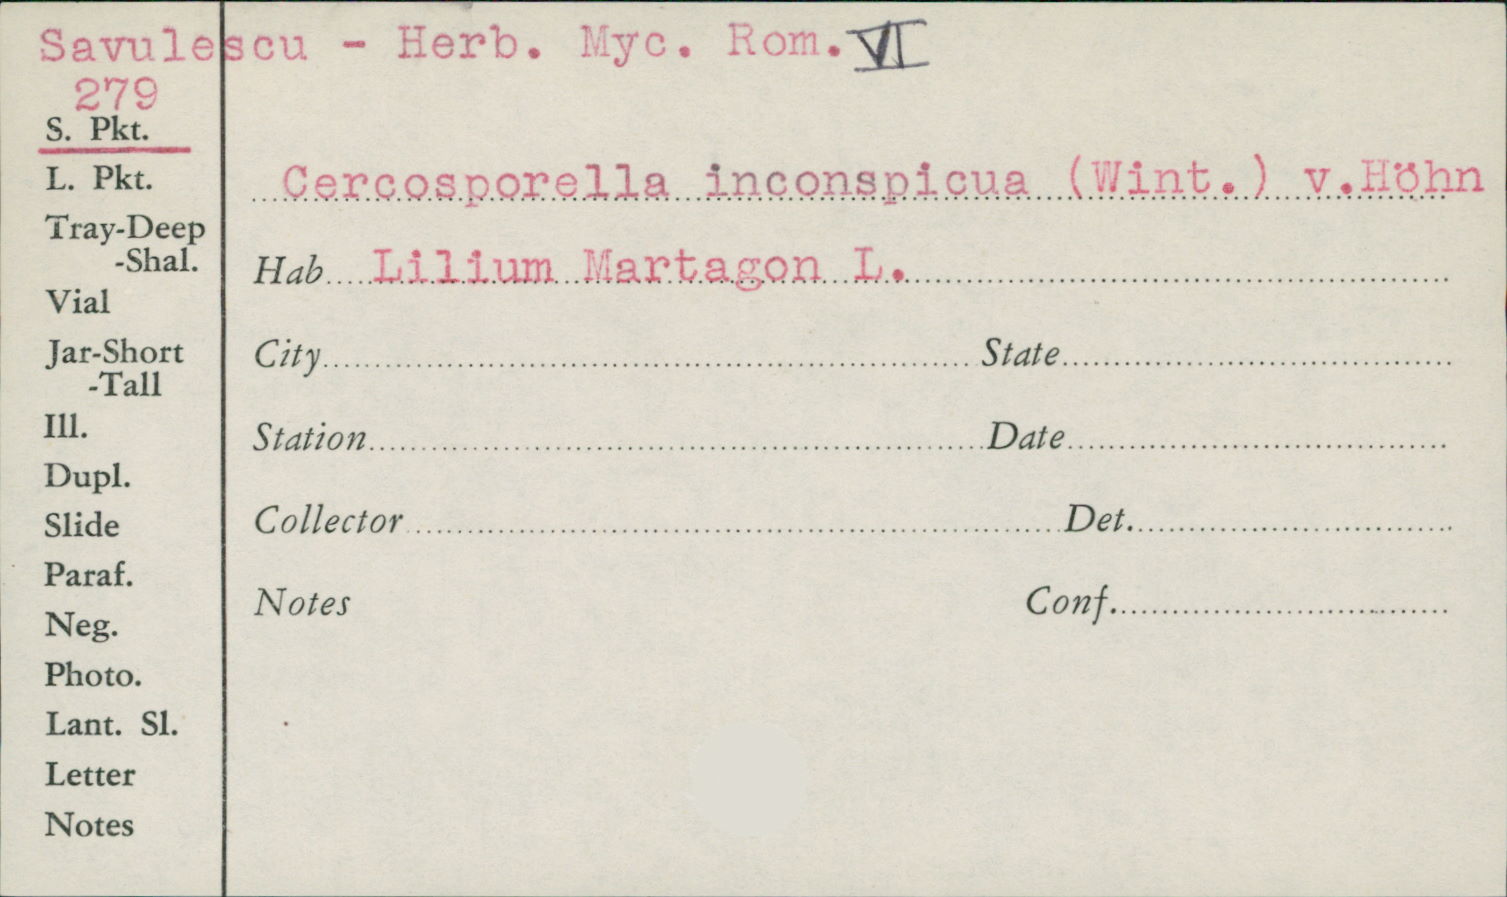 Savulescu - Herb. Myc. Rom. VI
279
S. Pkt.
L. Pkt.
Tray-Deep
-Shal.
Vial
Jar-Short
-Tall
Ill.
Dupl.
Slide
Paraf.
Neg.
Photo.
Lant. Sl.
Letter
Notes
Cercosporella inconspicua (Wint.) v.Höhn
Hab Lilium Martagon L.
City State
Station Date
Collector Det.
Notes Conf.